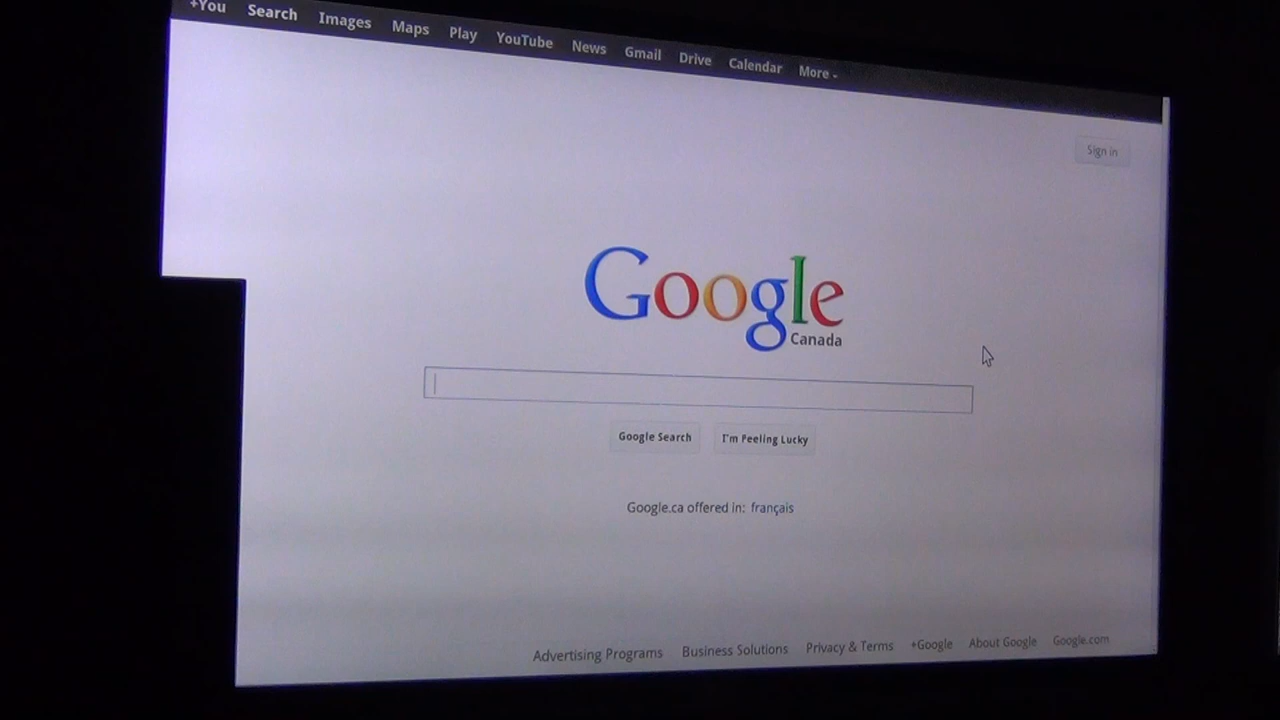 +You Search Images Maps Play YouTube News Gmail Drive Calendar More
Sign in
Google
Canada
Google Search I'm Feeling Lucky
Google.ca offered in: français
Advertising Programs Business Solutions Privacy & Terms +Google About Google Google.com